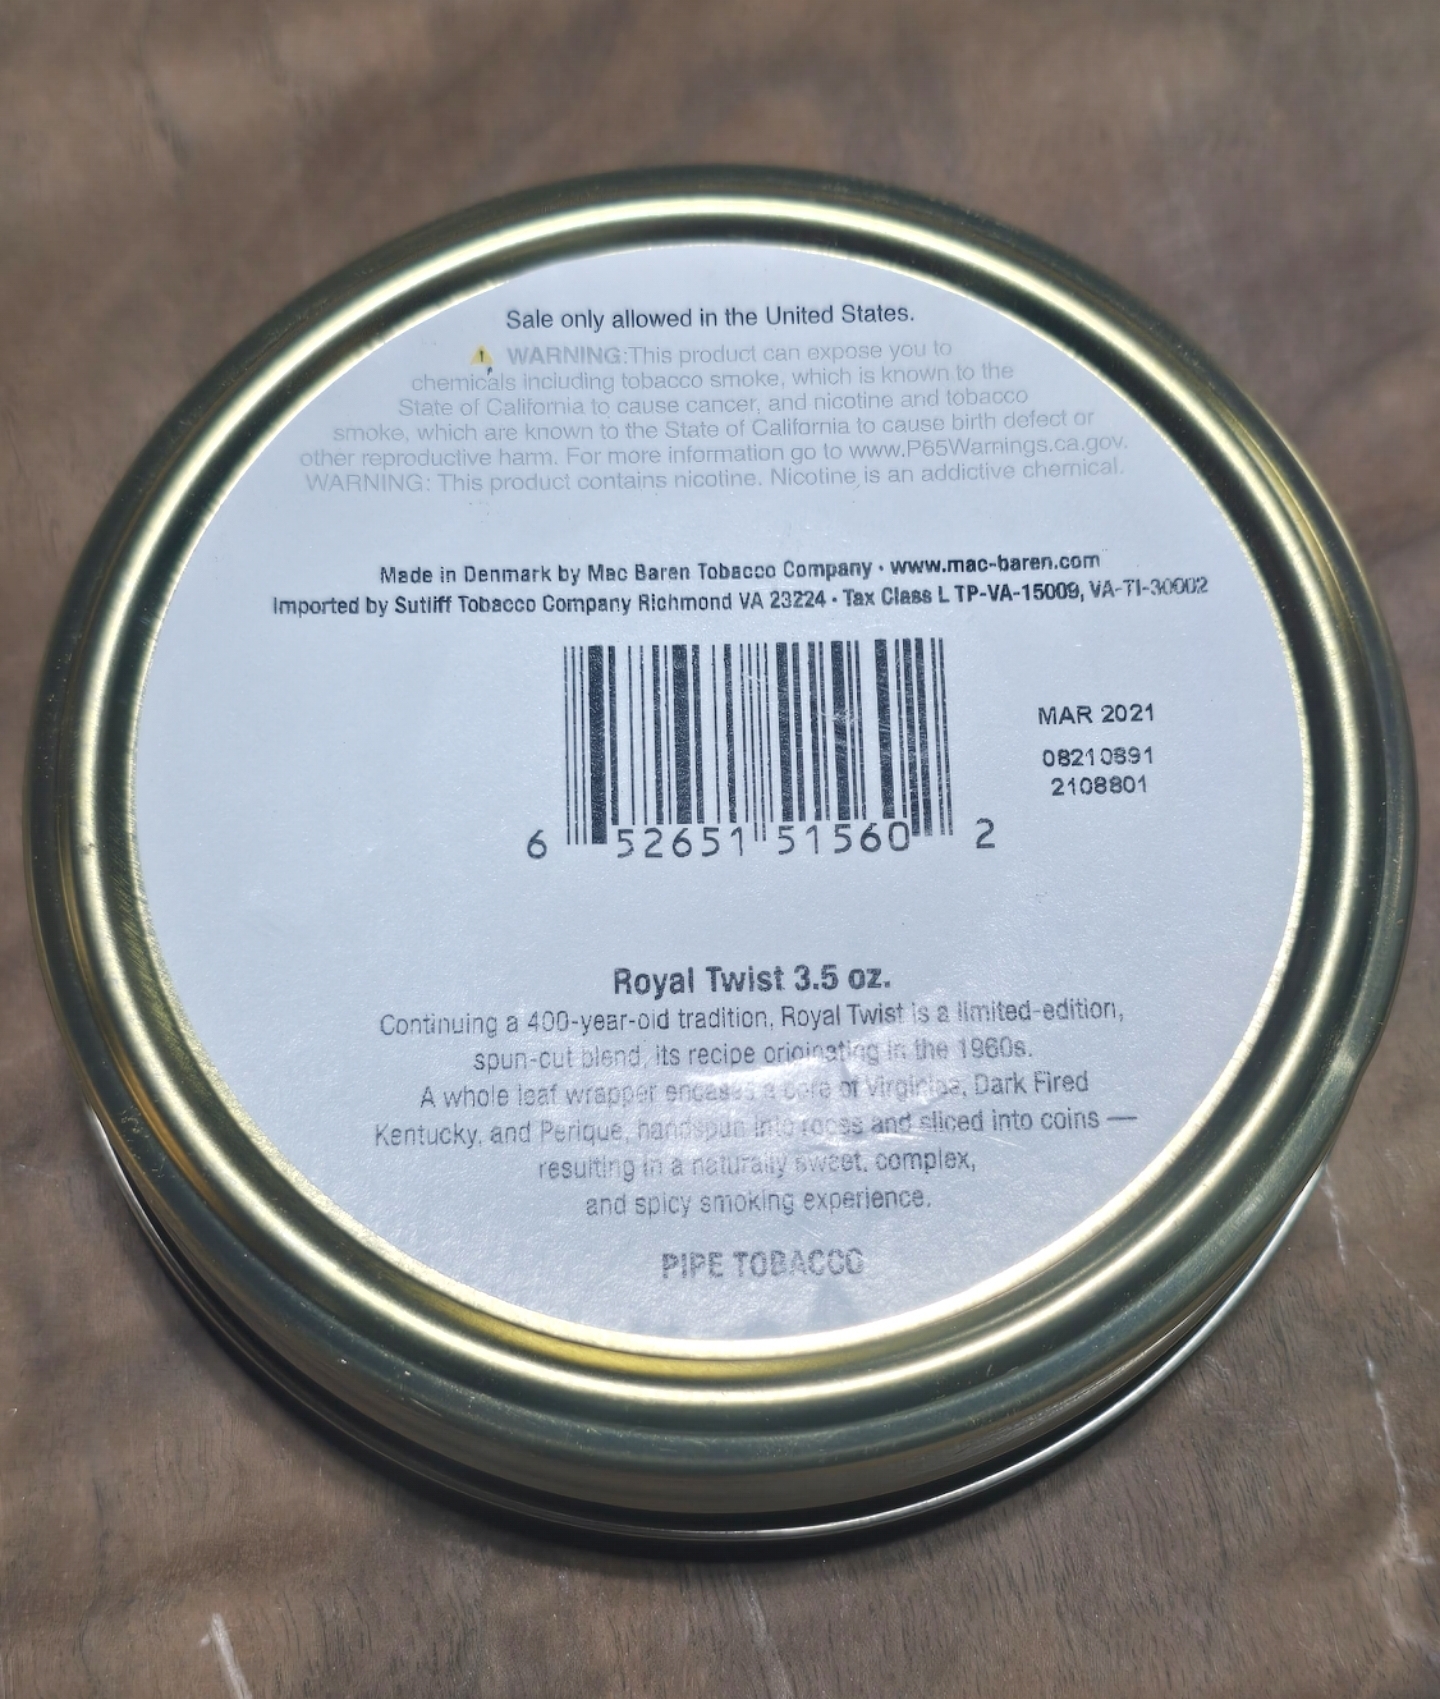 Sale only allowed in the United States.
WARNING:This product can expose you to
chemicals including tobacco smoke, which is known to the
State of California to cause cancer, and nicotine and tobacco
smoke, which are known to the State of California to cause birth defect or
other reproductive harm. For more information go to www.P65Warnings.ca.gov.
WARNING: This product contains nicotine. Nicotine is an addictive chemical.
Made in Denmark by Mac Baren Tobacco Company • www.mac-baren.com
Imported by Sutliff Tobacco Company Richmond VA 23224 • Tax Class L TP-VA-15009, VA-TI-30002
MAR 2021
08210891
2108801
6 52651 51560 2
Royal Twist 3.5 oz.
Continuing a 400-year-old tradition, Royal Twist is a limited-edition,
spun-cut blend, its recipe originating in the 1960s.
A whole leaf wrapper encases a core of Virginias, Dark Fired
Kentucky, and Perique, handspun into ropes and sliced into coins —
resulting in a naturally sweet, complex,
and spicy smoking experience.
PIPE TOBACCO